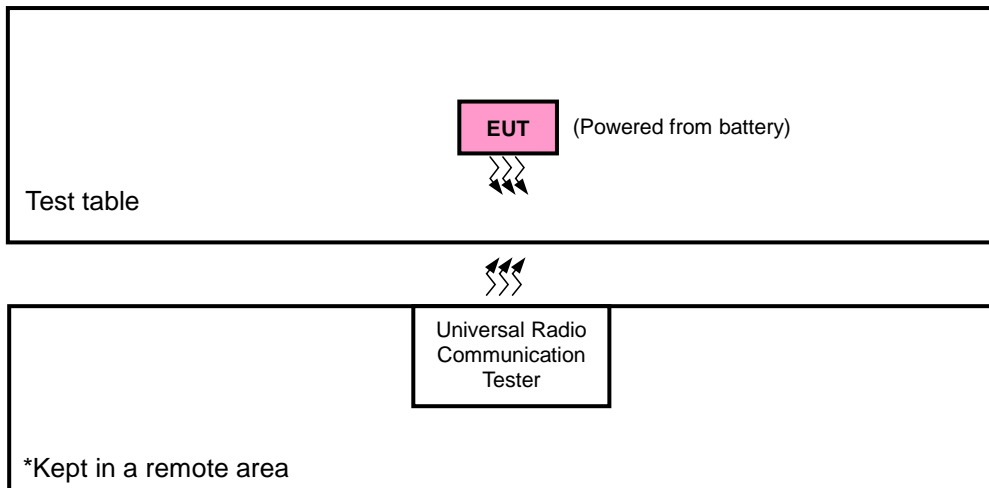 EUT
(Powered from battery)
Test table
Universal Radio
Communication
Tester
*Kept in a remote area